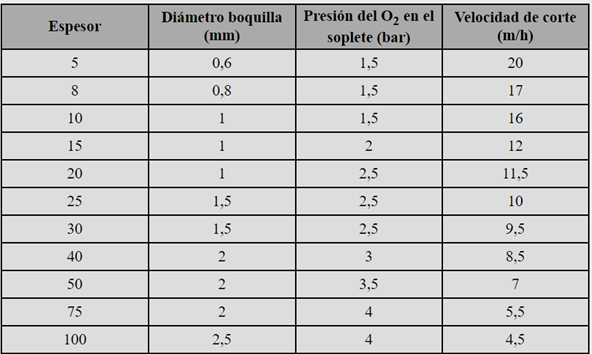 Espesor Diámetro boquilla (mm) Presión del O2 en el soplete (bar) Velocidad de corte (m/h)
5 0,6 1,5 20
8 0,8 1,5 17
10 1 1,5 16
15 1 2 12
20 1 2,5 11,5
25 1,5 2,5 10
30 1,5 2,5 9,5
40 2 3 8,5
50 2 3,5 7
75 2 4 5,5
100 2,5 4 4,5